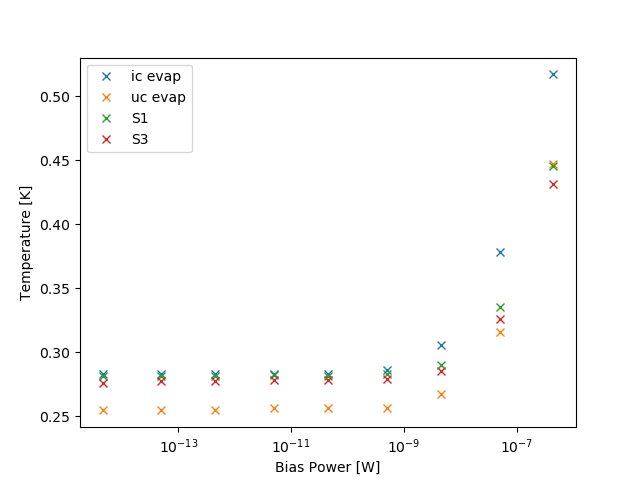 ic evap
uc evap
S1
S3
0.50
0.45
0.40
0.35
0.30
0.25
Temperature [K]
10⁻¹³
10⁻¹¹
10⁻⁹
10⁻⁷
Bias Power [W]